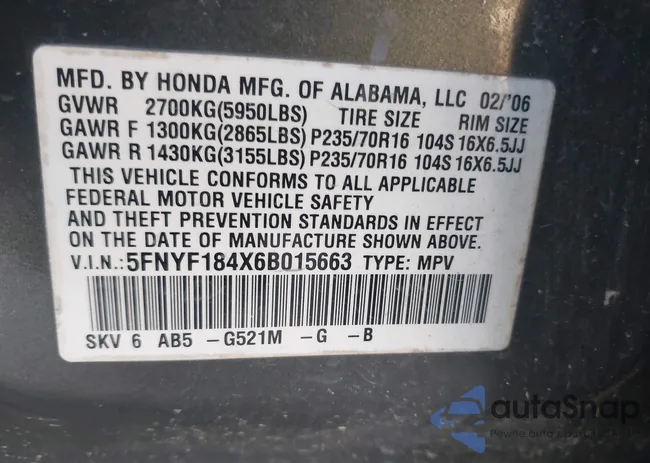 MFD. BY HONDA MFG. OF ALABAMA, LLC 02/'06
GVWR 2700KG(5950LBS) TIRE SIZE RIM SIZE
GAWR F 1300KG(2865LBS) P235/70R16 104S 16X6.5JJ
GAWR R 1430KG(3155LBS) P235/70R16 104S 16X6.5JJ
THIS VEHICLE CONFORMS TO ALL APPLICABLE
FEDERAL MOTOR VEHICLE SAFETY
AND THEFT PREVENTION STANDARDS IN EFFECT
ON THE DATE OF MANUFACTURE SHOWN ABOVE.
V.I.N.: 5FNYF184X6B015663 TYPE: MPV
SKV 6 AB5 -G521M -G -B
autoSnap
Pewne auta z